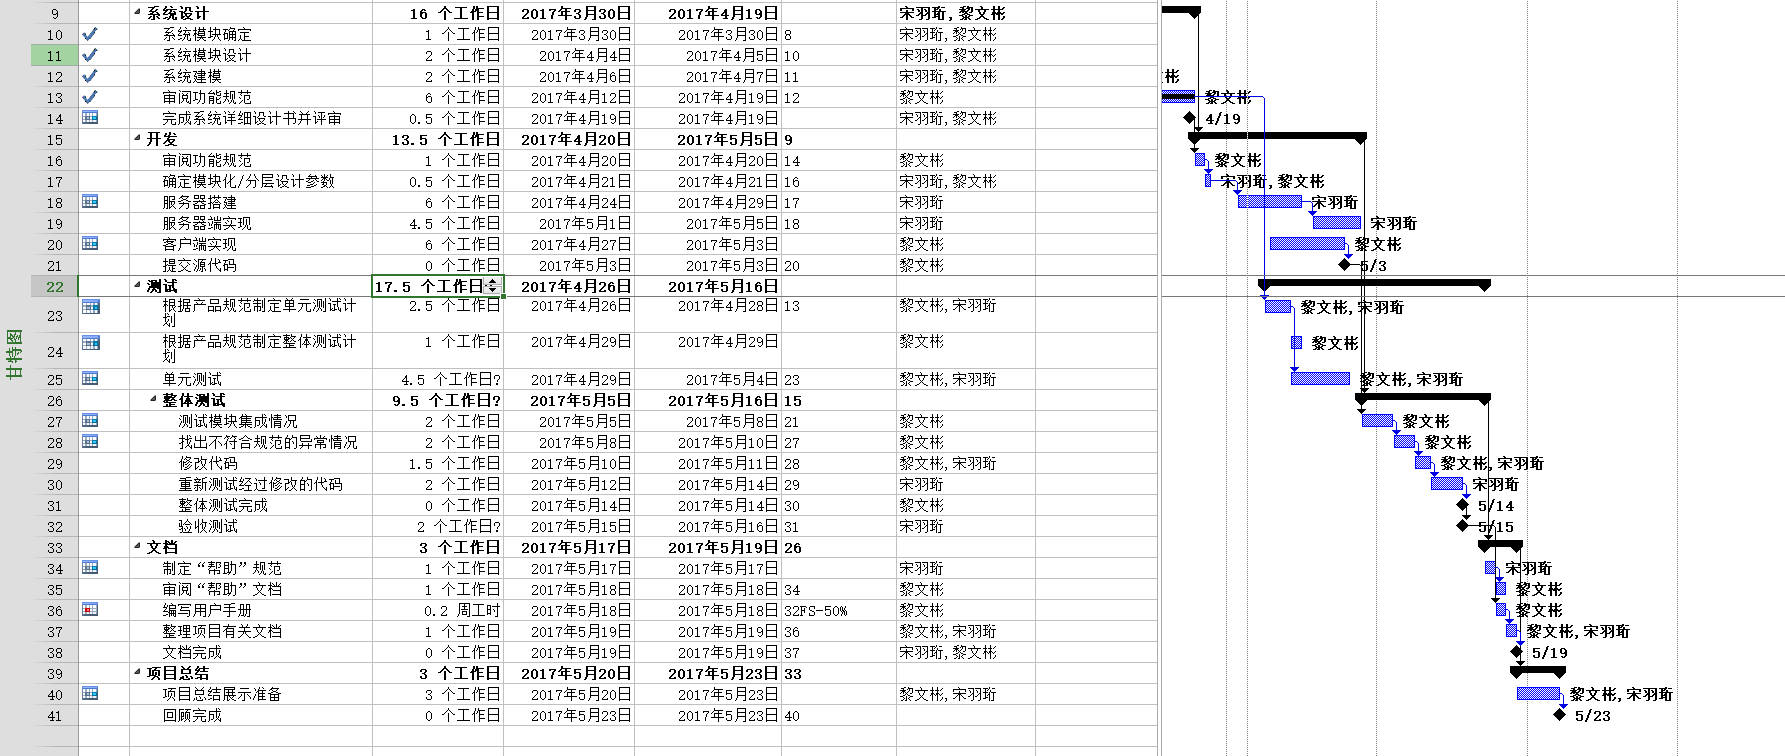 甘特图
9 系统设计 16 个工作日 2017年3月30日 2017年4月19日 宋羽珩,黎文彬
10 系统模块确定 1 个工作日 2017年3月30日 2017年3月30日 8 宋羽珩,黎文彬
11 系统模块设计 2 个工作日 2017年4月4日 2017年4月5日 10 宋羽珩,黎文彬
12 系统建模 2 个工作日 2017年4月6日 2017年4月7日 11 宋羽珩,黎文彬 彬
13 审阅功能规范 6 个工作日 2017年4月12日 2017年4月19日 12 黎文彬 黎文彬
14 完成系统详细设计书并评审 0.5 个工作日 2017年4月19日 2017年4月19日 宋羽珩,黎文彬 4/19
15 开发 13.5 个工作日 2017年4月20日 2017年5月5日 9
16 审阅功能规范 1 个工作日 2017年4月20日 2017年4月20日 14 黎文彬 黎文彬
17 确定模块化/分层设计参数 0.5 个工作日 2017年4月21日 2017年4月21日 16 宋羽珩,黎文彬 宋羽珩,黎文彬
18 服务器搭建 6 个工作日 2017年4月24日 2017年4月29日 17 宋羽珩 宋羽珩
19 服务器端实现 4.5 个工作日 2017年5月1日 2017年5月5日 18 宋羽珩 宋羽珩
20 客户端实现 6 个工作日 2017年4月27日 2017年5月3日 黎文彬 黎文彬
21 提交源代码 0 个工作日 2017年5月3日 2017年5月3日 20 黎文彬 5/3
22 测试 17.5 个工作日 2017年4月26日 2017年5月16日
23 根据产品规范制定单元测试计 2.5 个工作日 2017年4月26日 2017年4月28日 13 黎文彬,宋羽珩 黎文彬,宋羽珩
划
24 根据产品规范制定整体测试计 1 个工作日 2017年4月29日 2017年4月29日 黎文彬 黎文彬
划
25 单元测试 4.5 个工作日? 2017年4月29日 2017年5月4日 23 黎文彬,宋羽珩 黎文彬,宋羽珩
26 整体测试 9.5 个工作日? 2017年5月5日 2017年5月16日 15
27 测试模块集成情况 2 个工作日 2017年5月5日 2017年5月8日 21 黎文彬 黎文彬
28 找出不符合规范的异常情况 2 个工作日 2017年5月8日 2017年5月10日 27 黎文彬 黎文彬
29 修改代码 1.5 个工作日 2017年5月10日 2017年5月11日 28 黎文彬,宋羽珩 黎文彬,宋羽珩
30 重新测试经过修改的代码 2 个工作日 2017年5月12日 2017年5月14日 29 宋羽珩 宋羽珩
31 整体测试完成 0 个工作日 2017年5月14日 2017年5月14日 30 黎文彬 5/14
32 验收测试 2 个工作日? 2017年5月15日 2017年5月16日 31 宋羽珩 5/15
33 文档 3 个工作日 2017年5月17日 2017年5月19日 26
34 制定“帮助”规范 1 个工作日 2017年5月17日 2017年5月17日 宋羽珩 宋羽珩
35 审阅“帮助”文档 1 个工作日 2017年5月18日 2017年5月18日 34 黎文彬 黎文彬
36 编写用户手册 0.2 周工时 2017年5月18日 2017年5月18日 32FS-50% 黎文彬 黎文彬
37 整理项目有关文档 1 个工作日 2017年5月19日 2017年5月19日 36 黎文彬,宋羽珩 黎文彬,宋羽珩
38 文档完成 0 个工作日 2017年5月19日 2017年5月19日 37 宋羽珩,黎文彬 5/19
39 项目总结 3 个工作日 2017年5月20日 2017年5月23日 33
40 项目总结展示准备 3 个工作日 2017年5月20日 2017年5月23日 黎文彬,宋羽珩 黎文彬,宋羽珩
41 回顾完成 0 个工作日 2017年5月23日 2017年5月23日 40 5/23